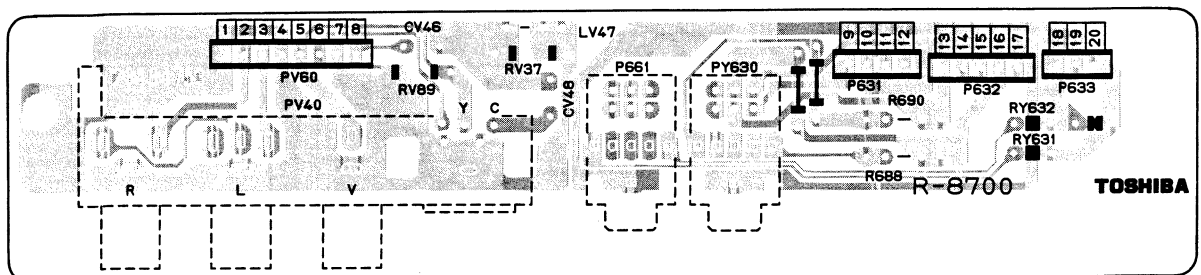 1 2 3 4 5 6 7 8
CV46
PV60
RV89
PV40
RV37
LV47
CV48
Y C
P661
PY630
9 10 11 12
13 14 15 16 17
18 19 20
P631
P632
P633
R690
RY632
RY631
R688
R L V
R-8700
TOSHIBA